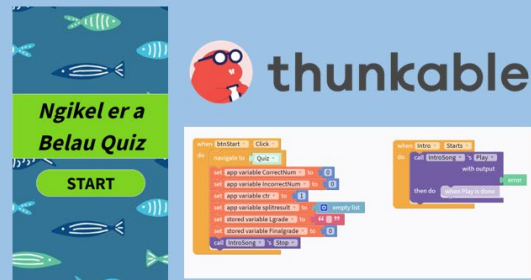 Ngikel er a
Belau Quiz
START
thunkable
when btnStart Click
do navigate to Quiz
set app variable CorrectNum to 0
set app variable IncorrectNum to 0
set app variable ctr to 1
set app variable splitresult to empty list
set stored variable Lgrade to “ ”
set stored variable Finalgrade to 0
call IntroSong 's Stop
when Intro Starts
do call IntroSong 's Play
with output
error
then do when Play is done